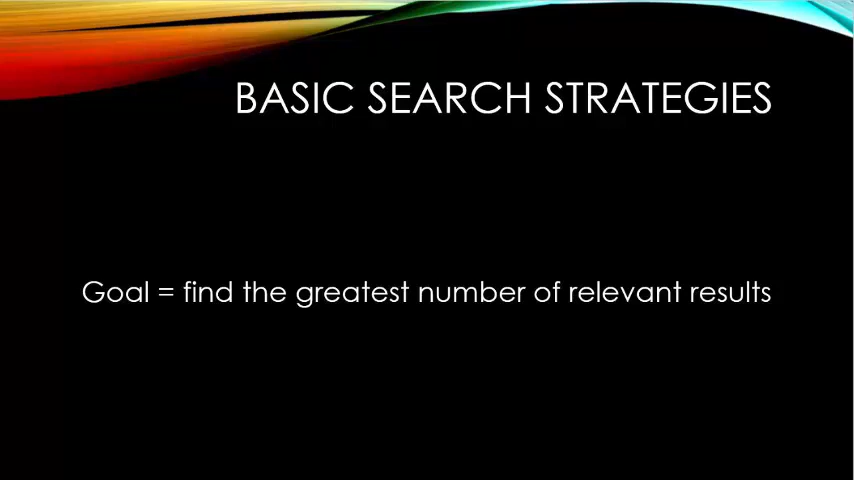 BASIC SEARCH STRATEGIES
Goal = find the greatest number of relevant results